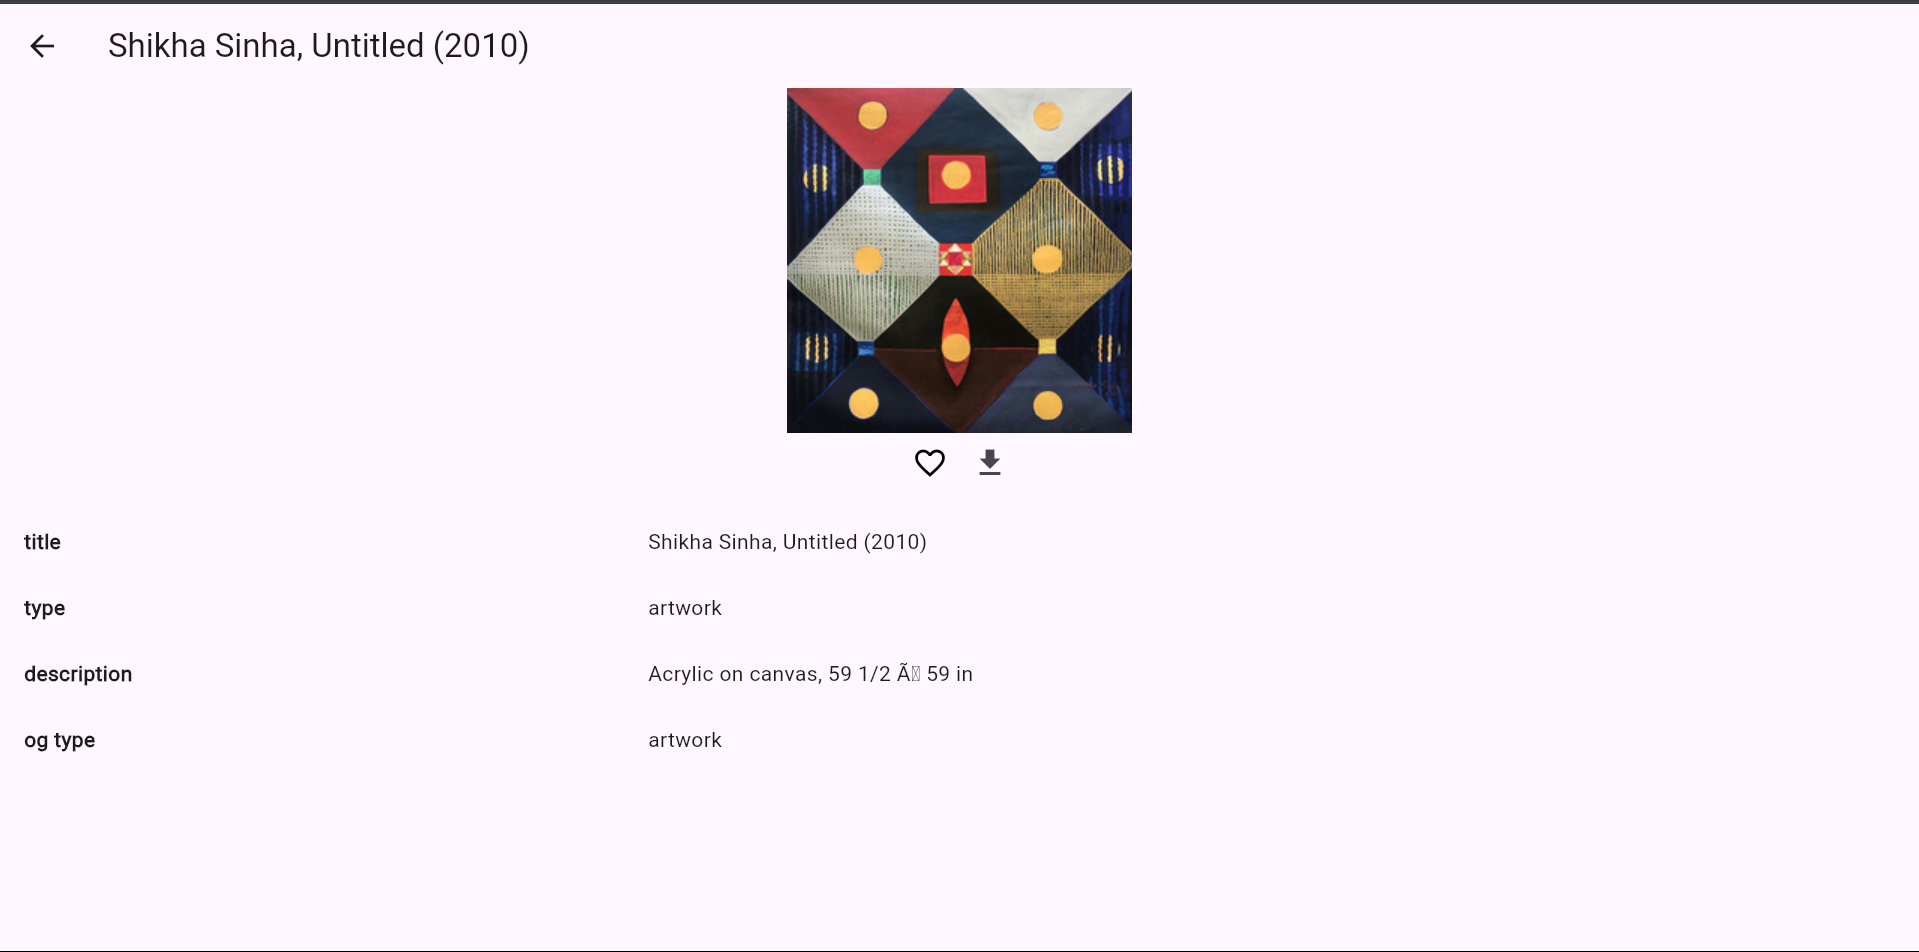 Shikha Sinha, Untitled (2010)
title Shikha Sinha, Untitled (2010)
type artwork
description Acrylic on canvas, 59 1/2 Ã 59 in
og type artwork